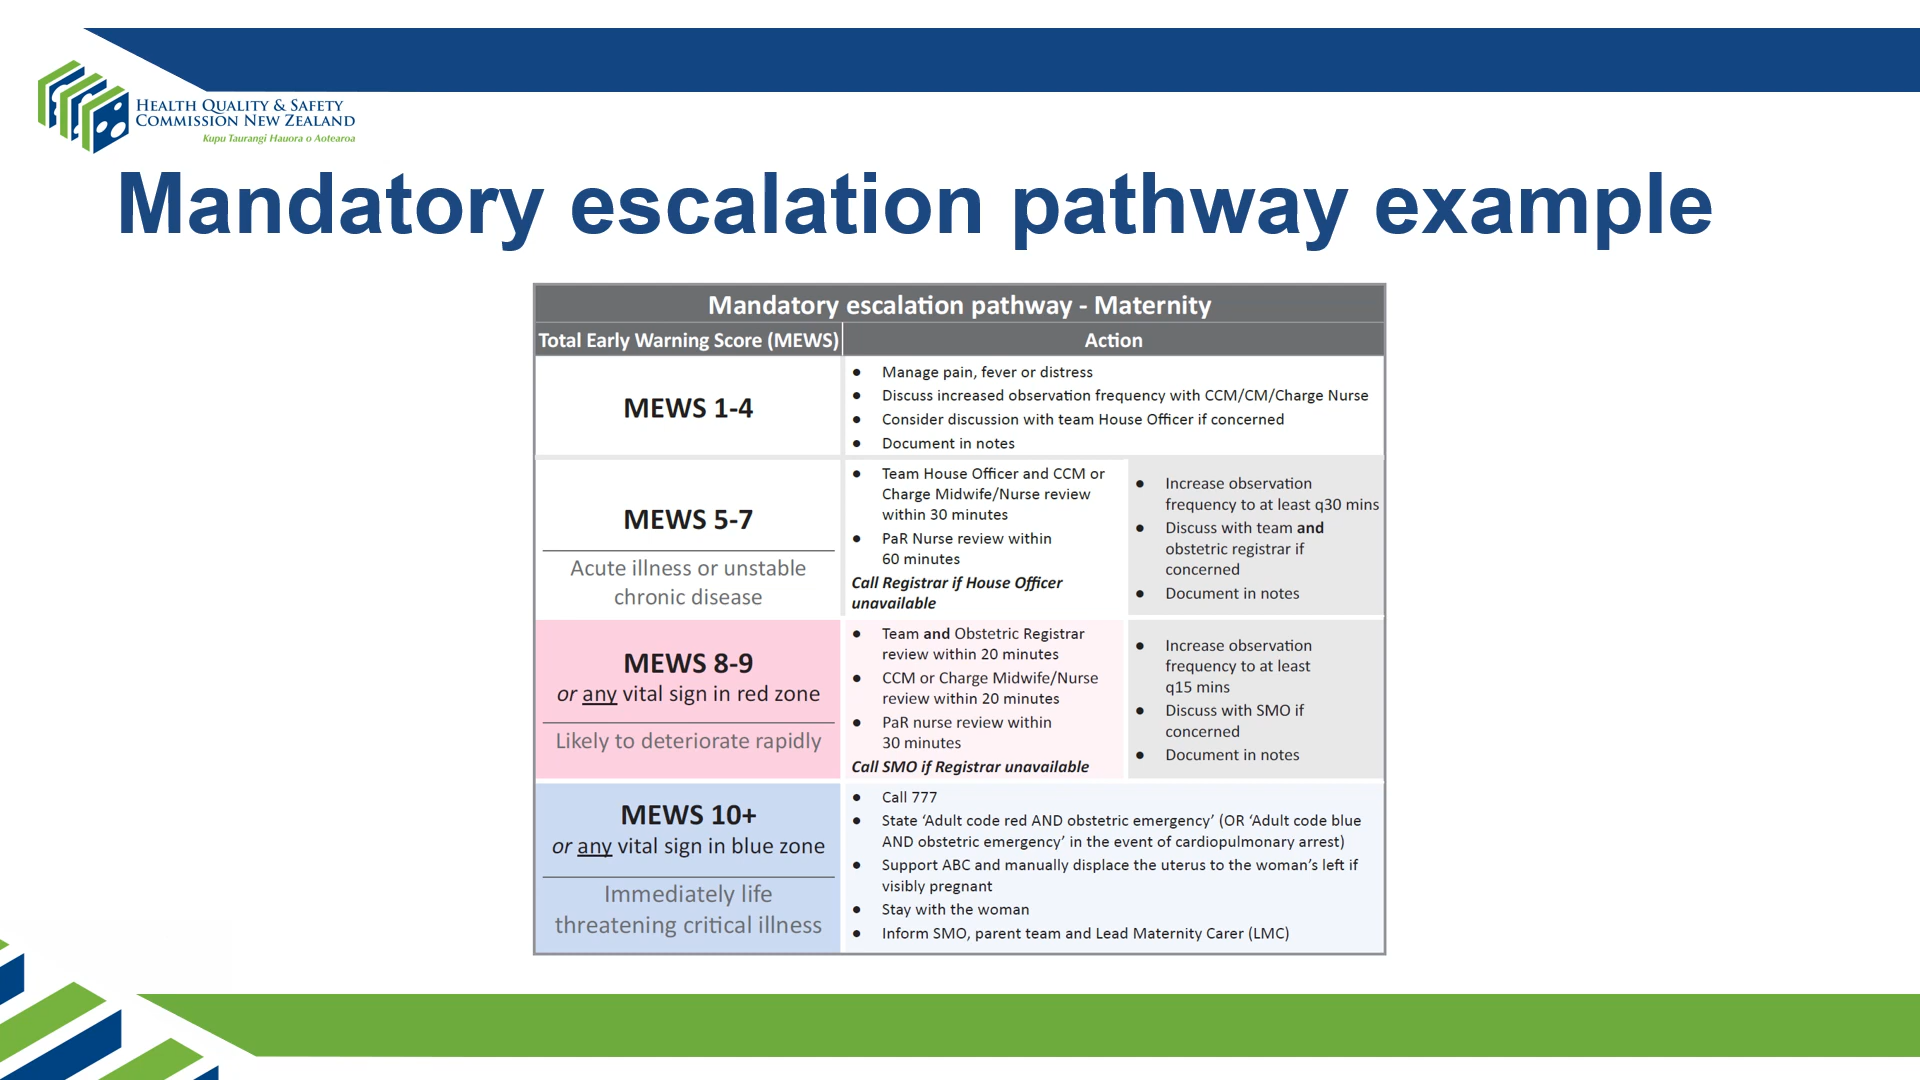 HEALTH QUALITY & SAFETY
COMMISSION NEW ZEALAND
Kupu Taurangi Hauora o Aotearoa
Mandatory escalation pathway example
Mandatory escalation pathway - Maternity
Total Early Warning Score (MEWS)
Action
MEWS 1-4
● Manage pain, fever or distress
● Discuss increased observation frequency with CCM/CM/Charge Nurse
● Consider discussion with team House Officer if concerned
● Document in notes
MEWS 5-7
Acute illness or unstable
chronic disease
● Team House Officer and CCM or
Charge Midwife/Nurse review
within 30 minutes
● PaR Nurse review within
60 minutes
Call Registrar if House Officer
unavailable
● Increase observation
frequency to at least q30 mins
● Discuss with team and
obstetric registrar if
concerned
● Document in notes
MEWS 8-9
or any vital sign in red zone
Likely to deteriorate rapidly
● Team and Obstetric Registrar
review within 20 minutes
● CCM or Charge Midwife/Nurse
review within 20 minutes
● PaR nurse review within
30 minutes
Call SMO if Registrar unavailable
● Increase observation
frequency to at least
q15 mins
● Discuss with SMO if
concerned
● Document in notes
MEWS 10+
or any vital sign in blue zone
Immediately life
threatening critical illness
● Call 777
● State ‘Adult code red AND obstetric emergency’ (OR ‘Adult code blue
AND obstetric emergency’ in the event of cardiopulmonary arrest)
● Support ABC and manually displace the uterus to the woman’s left if
visibly pregnant
● Stay with the woman
● Inform SMO, parent team and Lead Maternity Carer (LMC)